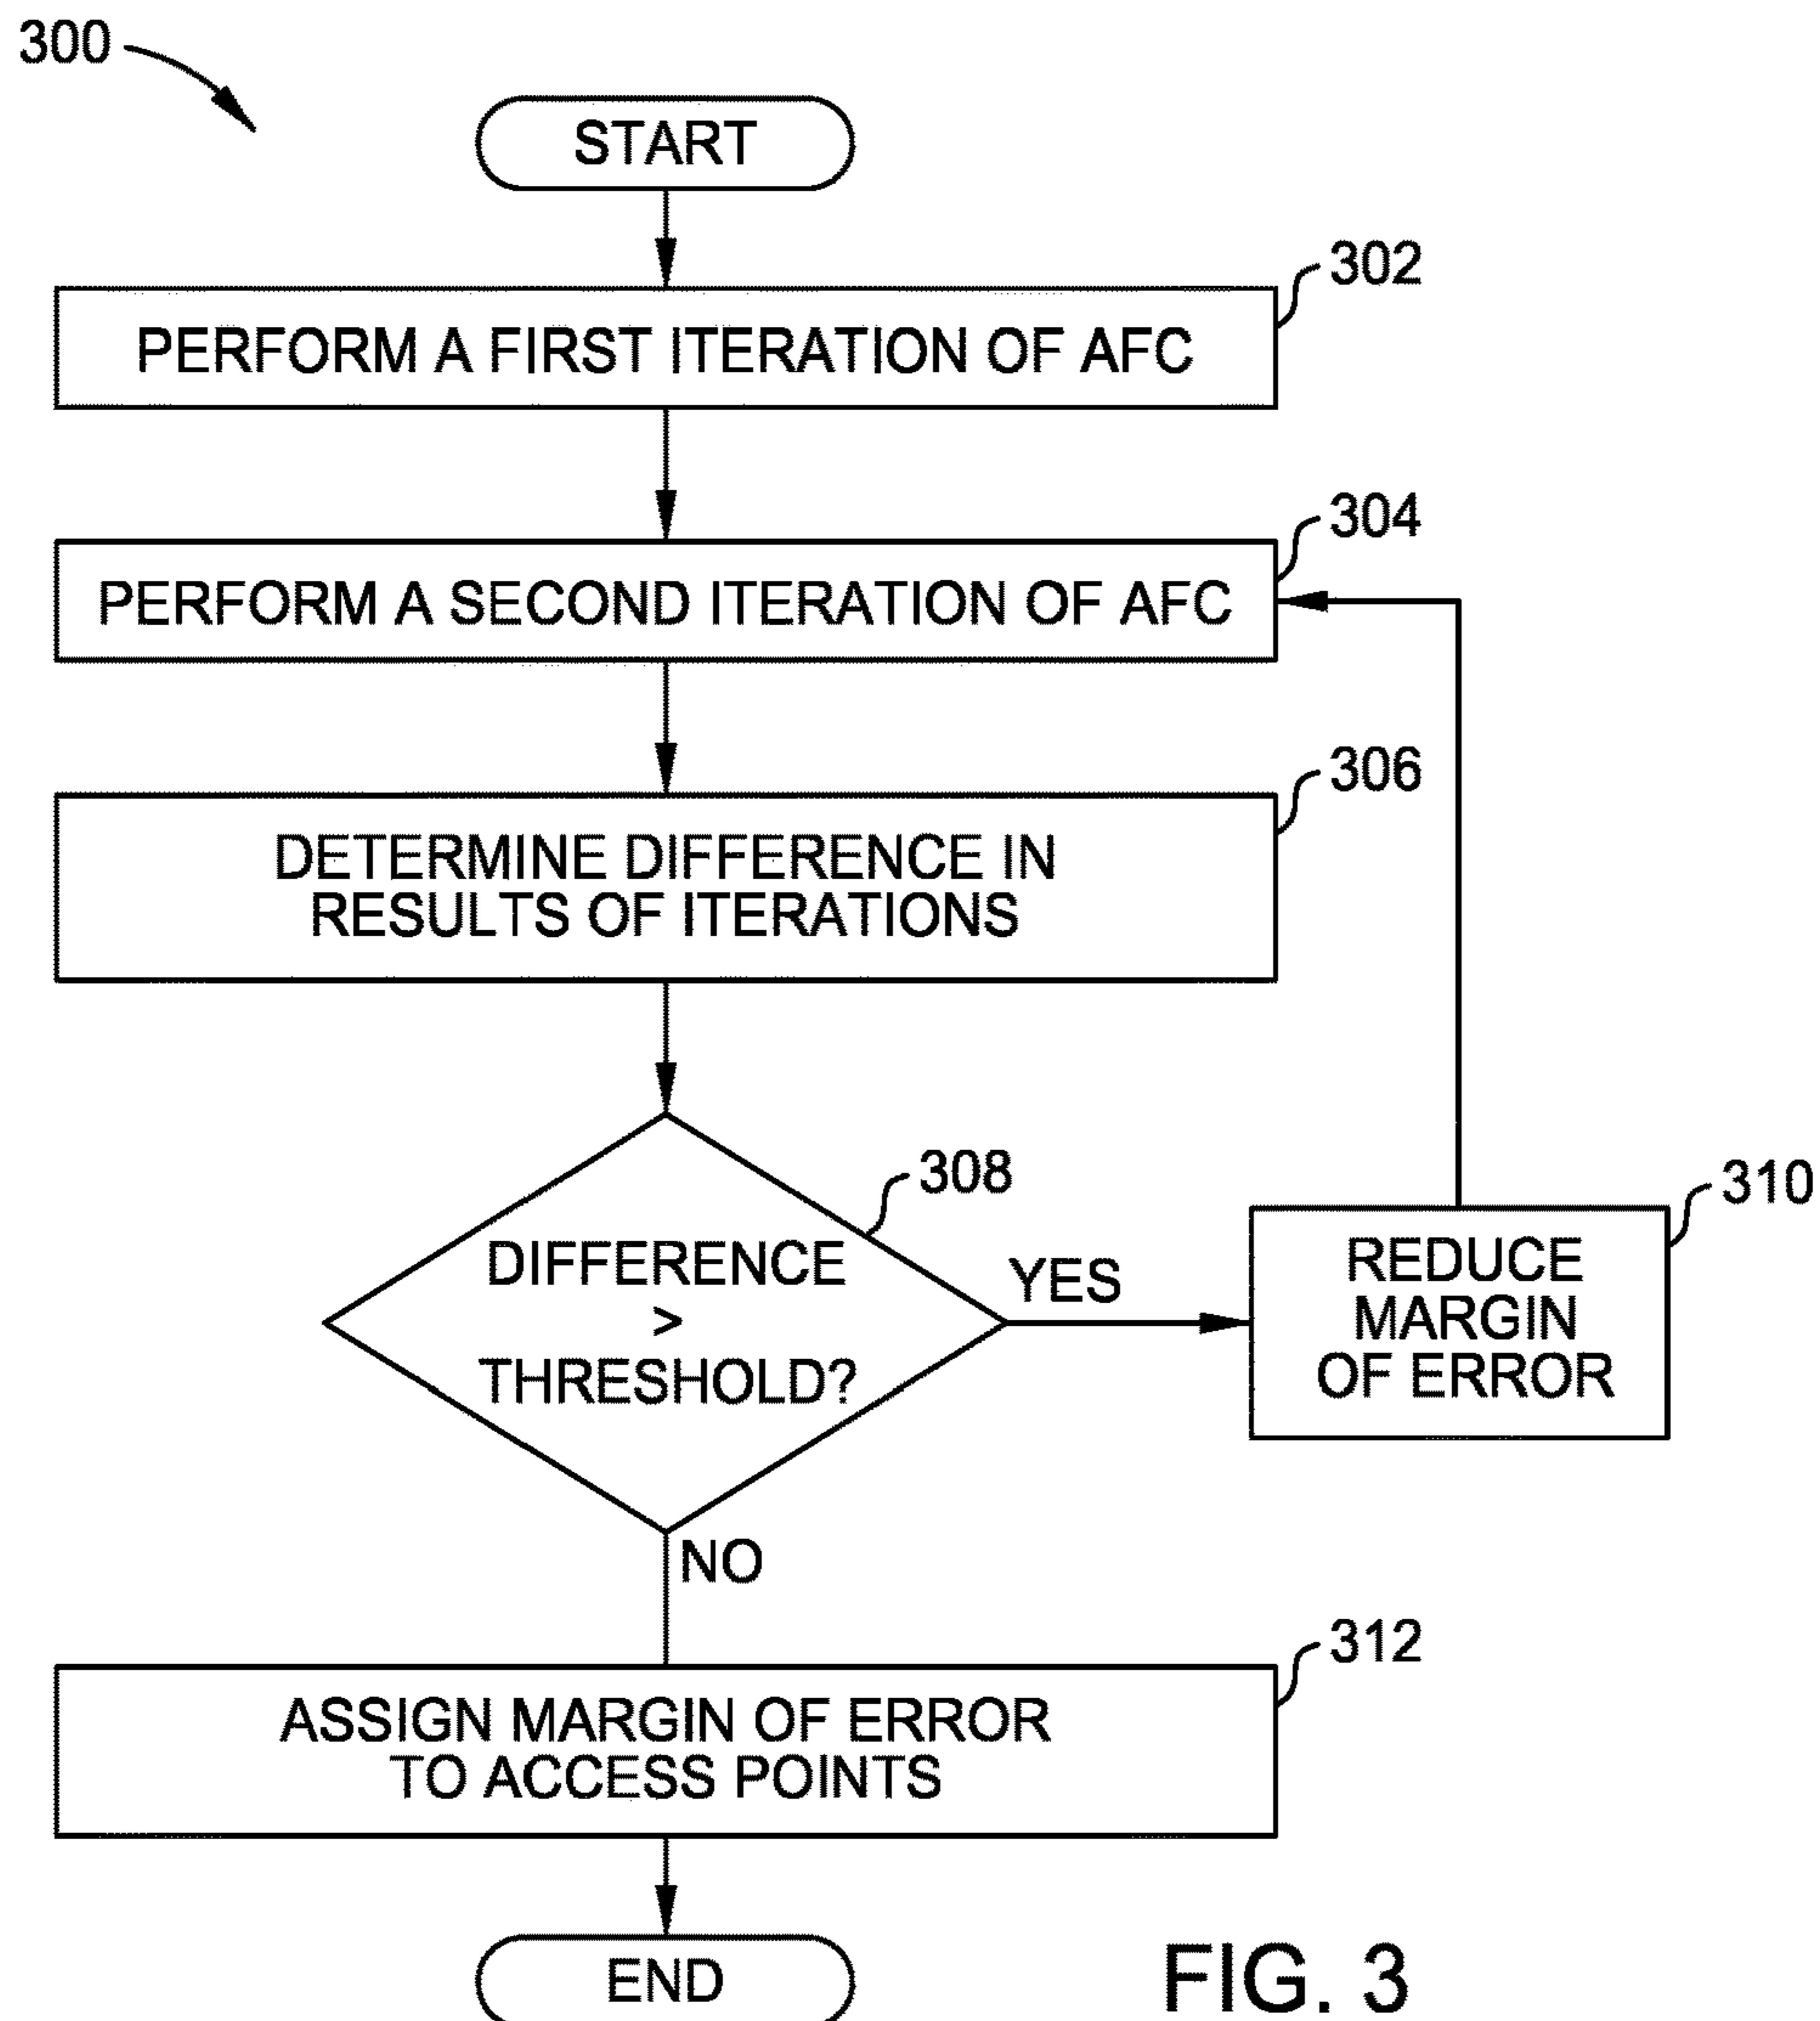 300
START
302
PERFORM A FIRST ITERATION OF AFC
304
PERFORM A SECOND ITERATION OF AFC
306
DETERMINE DIFFERENCE IN
RESULTS OF ITERATIONS
308
DIFFERENCE
>
THRESHOLD?
YES
310
REDUCE
MARGIN
OF ERROR
NO
312
ASSIGN MARGIN OF ERROR
TO ACCESS POINTS
END
FIG. 3